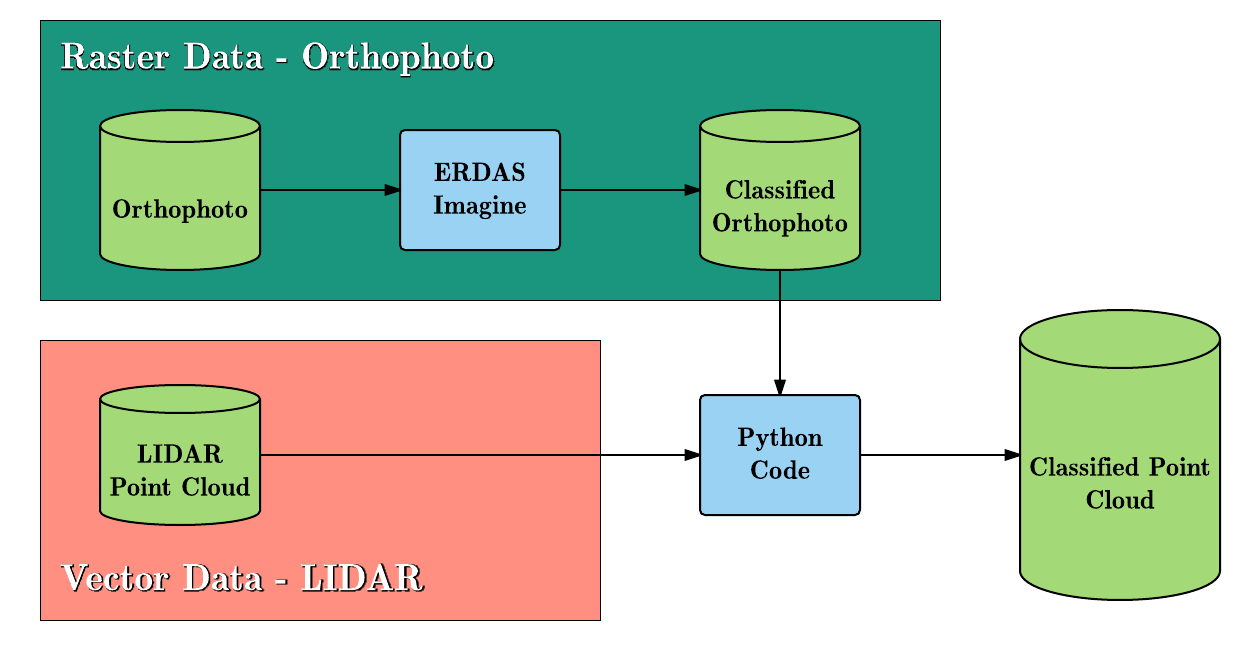 Raster Data - Orthophoto
Orthophoto
ERDAS
Imagine
Classified
Orthophoto
LIDAR
Point Cloud
Python
Code
Classified Point
Cloud
Vector Data - LIDAR